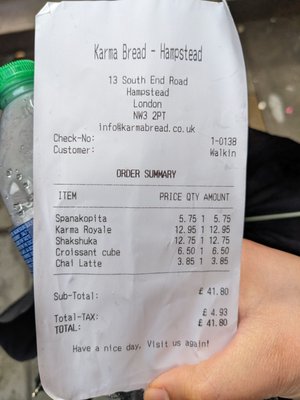 Karma Bread - Hampstead
13 South End Road
Hampstead
London
NW3 2PT
info@karmabread.co.uk
Check-No: 1-0138
Customer: Walkin
ORDER SUMMARY
ITEM PRICE QTY AMOUNT
Spanakopita 5.75 1 5.75
Karma Royale 12.95 1 12.95
Shakshuka 12.75 1 12.75
Croissant cube 6.50 1 6.50
Chai Latte 3.85 1 3.85
Sub-Total: £ 41.80
Total-TAX: £ 4.93
TOTAL: £ 41.80
Have a nice day, Visit us again!